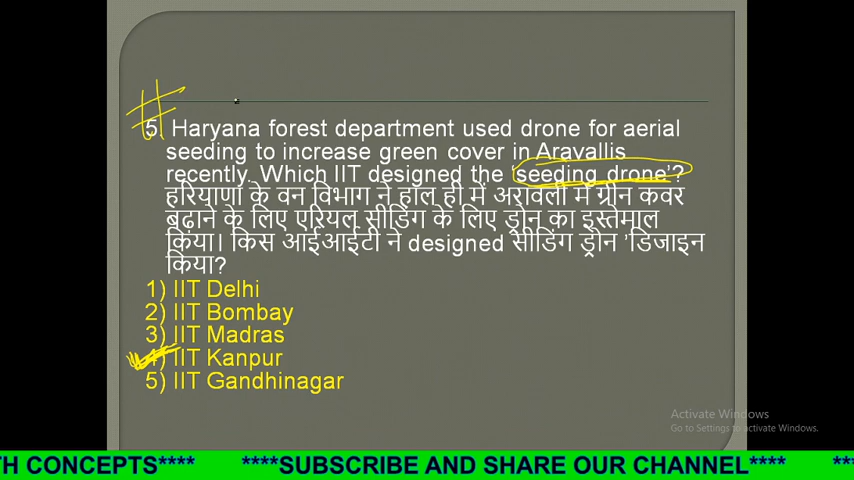 5) Haryana forest department used drone for aerial
seeding to increase green cover in Aravallis
recently. Which IIT designed the 'seeding drone'?
हरियाणा के वन विभाग ने हाल ही में अरावली में ग्रीन कवर
बढ़ाने के लिए एरियल सीडिंग के लिए ड्रोन का इस्तेमाल
किया। किस आईआईटी ने designed सीडिंग ड्रोन 'डिजाइन
किया?
1) IIT Delhi
2) IIT Bombay
3) IIT Madras
4) IIT Kanpur
5) IIT Gandhinagar
Activate Windows
Go to Settings to activate Windows.
TH CONCEPTS**** ****SUBSCRIBE AND SHARE OUR CHANNEL**** **